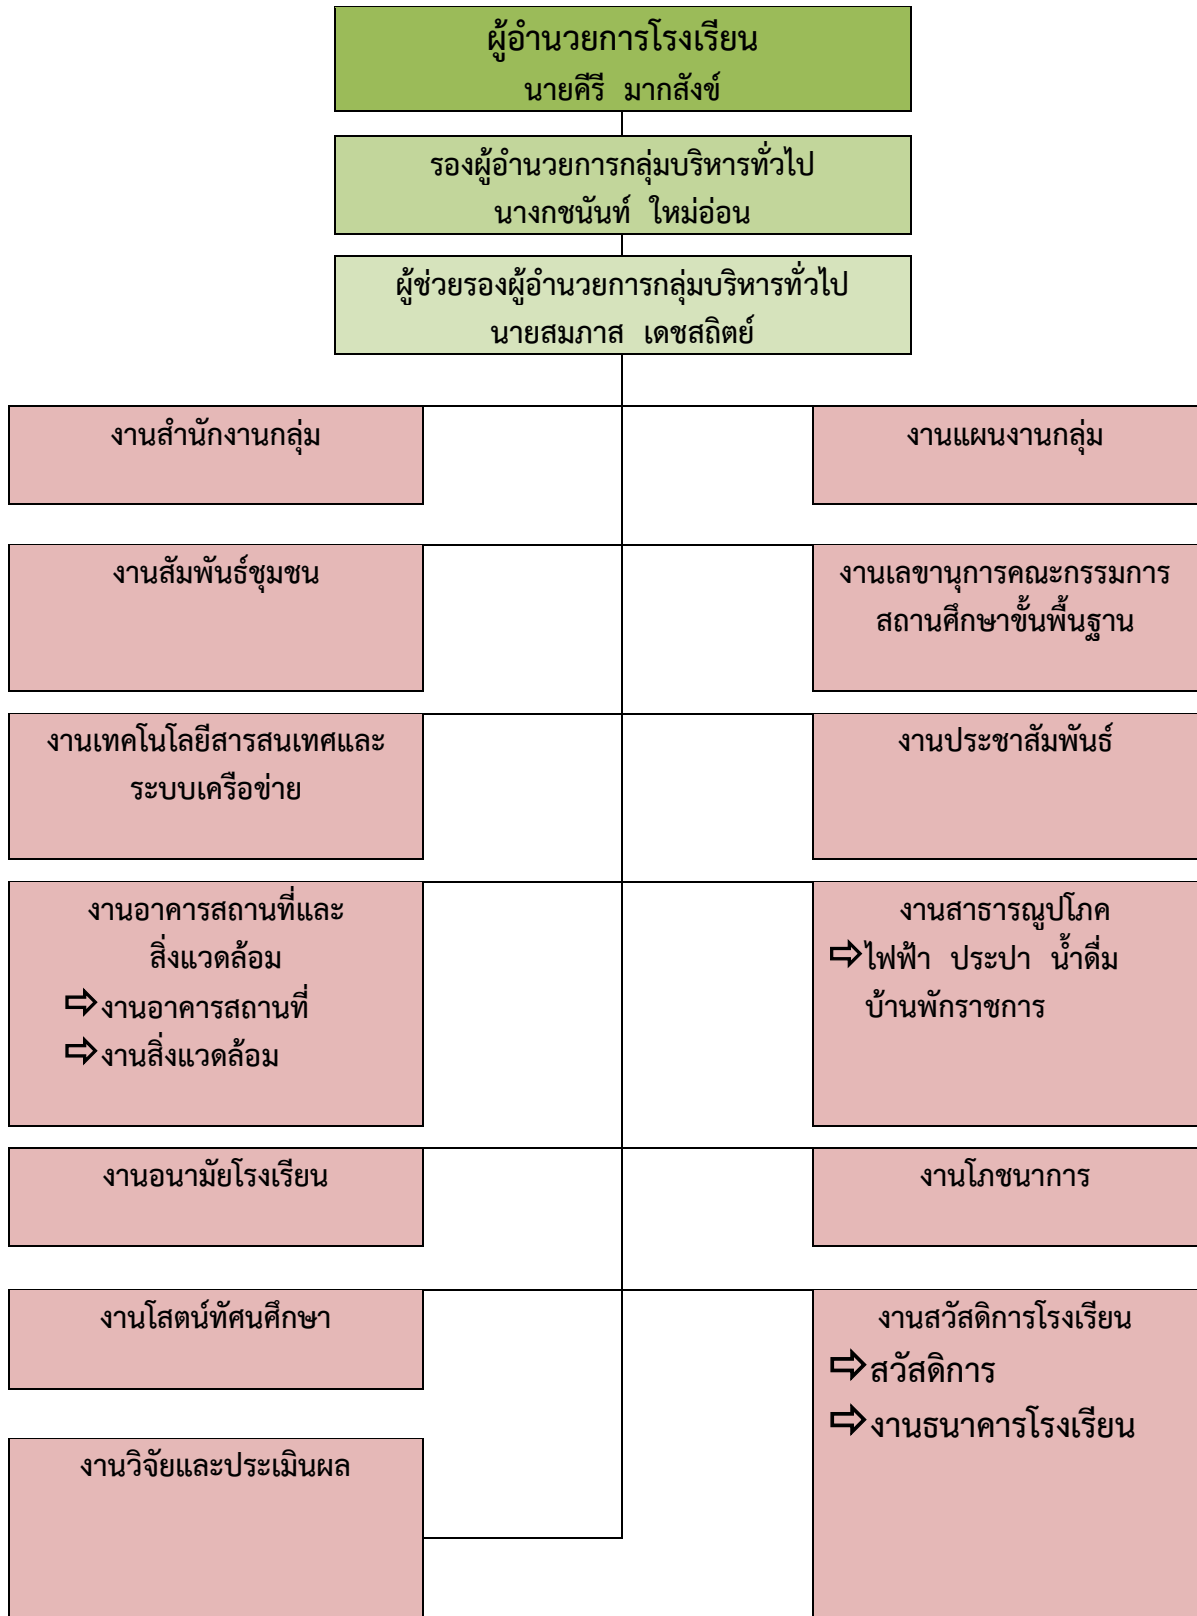 ผู้อำนวยการโรงเรียน
นายคีรี มากสังข์
รองผู้อำนวยการกลุ่มบริหารทั่วไป
นางกชนันท์ ใหม่อ่อน
ผู้ช่วยรองผู้อำนวยการกลุ่มบริหารทั่วไป
นายสมภาส เดชสถิตย์
งานสำนักงานกลุ่ม
งานแผนงานกลุ่ม
งานสัมพันธ์ชุมชน
งานเลขานุการคณะกรรมการ
สถานศึกษาขั้นพื้นฐาน
งานเทคโนโลยีสารสนเทศและ
ระบบเครือข่าย
งานประชาสัมพันธ์
งานอาคารสถานที่และ
สิ่งแวดล้อม
⇨งานอาคารสถานที่
⇨งานสิ่งแวดล้อม
งานสาธารณูปโภค
⇨ไฟฟ้า ประปา น้ำดื่ม
บ้านพักราชการ
งานอนามัยโรงเรียน
งานโภชนาการ
งานโสตน์ทัศนศึกษา
งานสวัสดิการโรงเรียน
⇨สวัสดิการ
⇨งานธนาคารโรงเรียน
งานวิจัยและประเมินผล